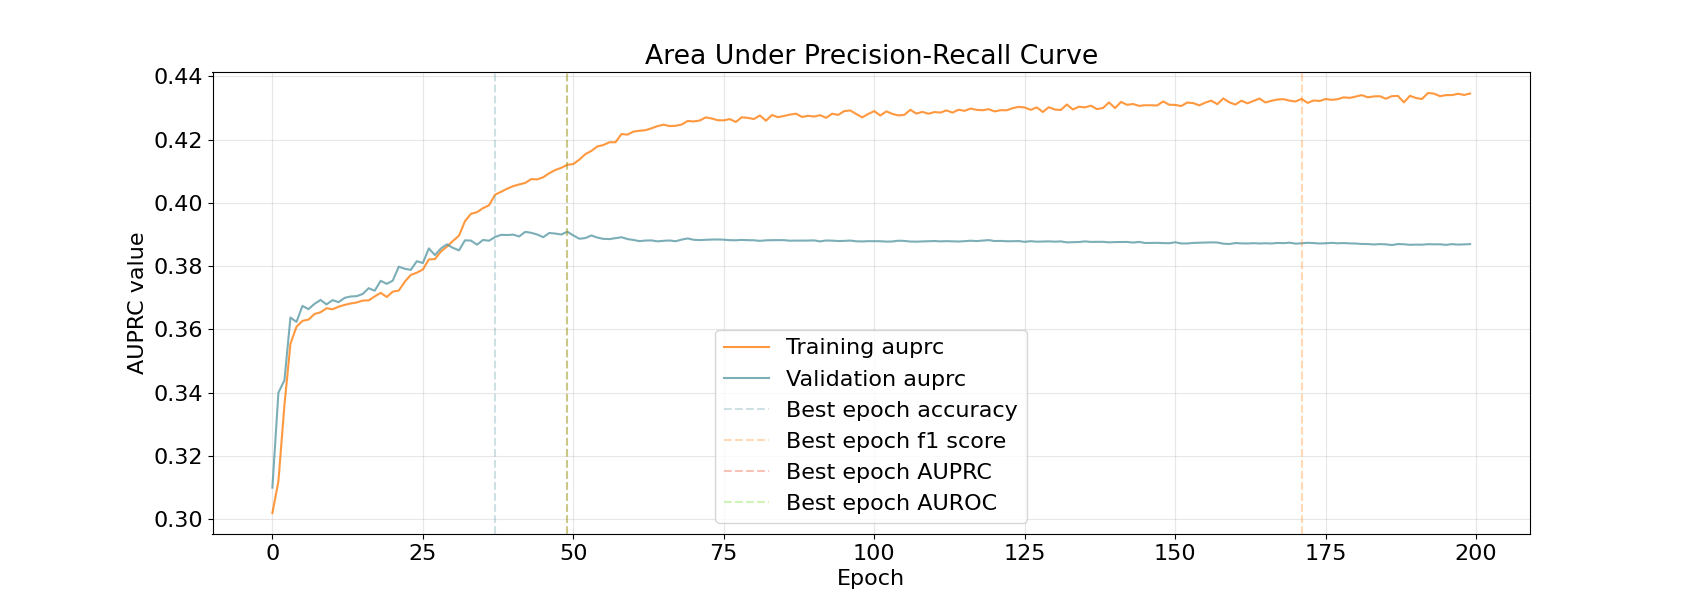 Area Under Precision-Recall Curve
AUPRC value
0.44
0.42
0.40
0.38
0.36
0.34
0.32
0.30
Training auprc
Validation auprc
Best epoch accuracy
Best epoch f1 score
Best epoch AUPRC
Best epoch AUROC
0 25 50 75 100 125 150 175 200
Epoch